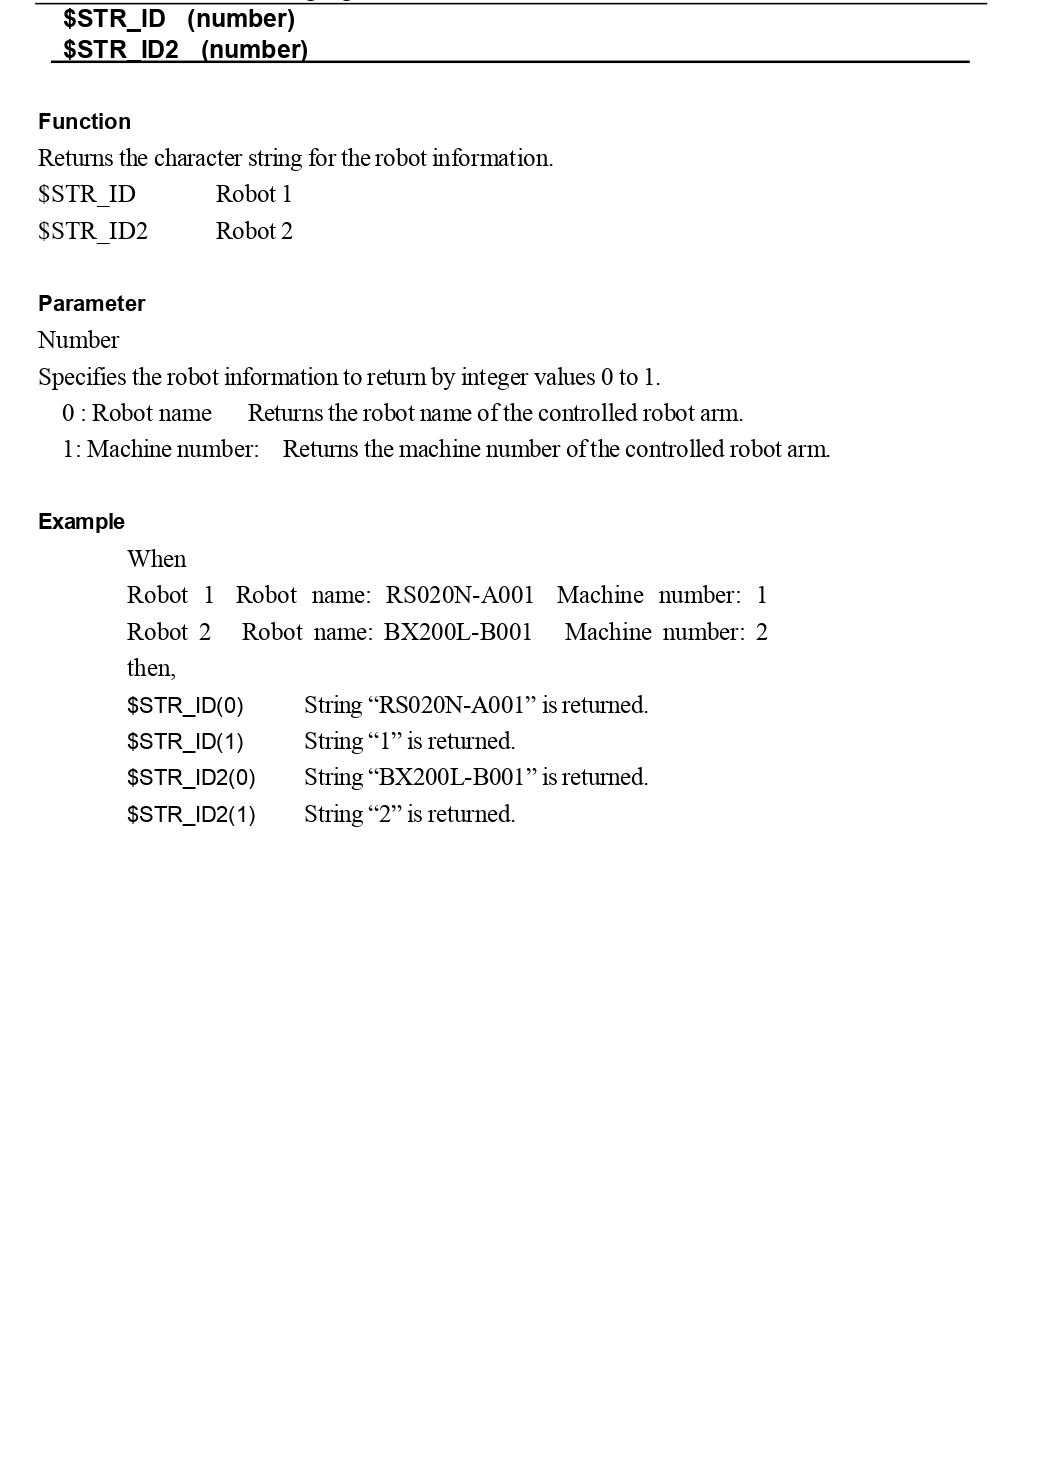 $STR_ID (number)
$STR_ID2 (number)
Function
Returns the character string for the robot information.
$STR_ID Robot 1
$STR_ID2 Robot 2
Parameter
Number
Specifies the robot information to return by integer values 0 to 1.
0 : Robot name Returns the robot name of the controlled robot arm.
1: Machine number: Returns the machine number of the controlled robot arm.
Example
When
Robot 1 Robot name: RS020N-A001 Machine number: 1
Robot 2 Robot name: BX200L-B001 Machine number: 2
then,
$STR_ID(0) String “RS020N-A001” is returned.
$STR_ID(1) String “1” is returned.
$STR_ID2(0) String “BX200L-B001” is returned.
$STR_ID2(1) String “2” is returned.